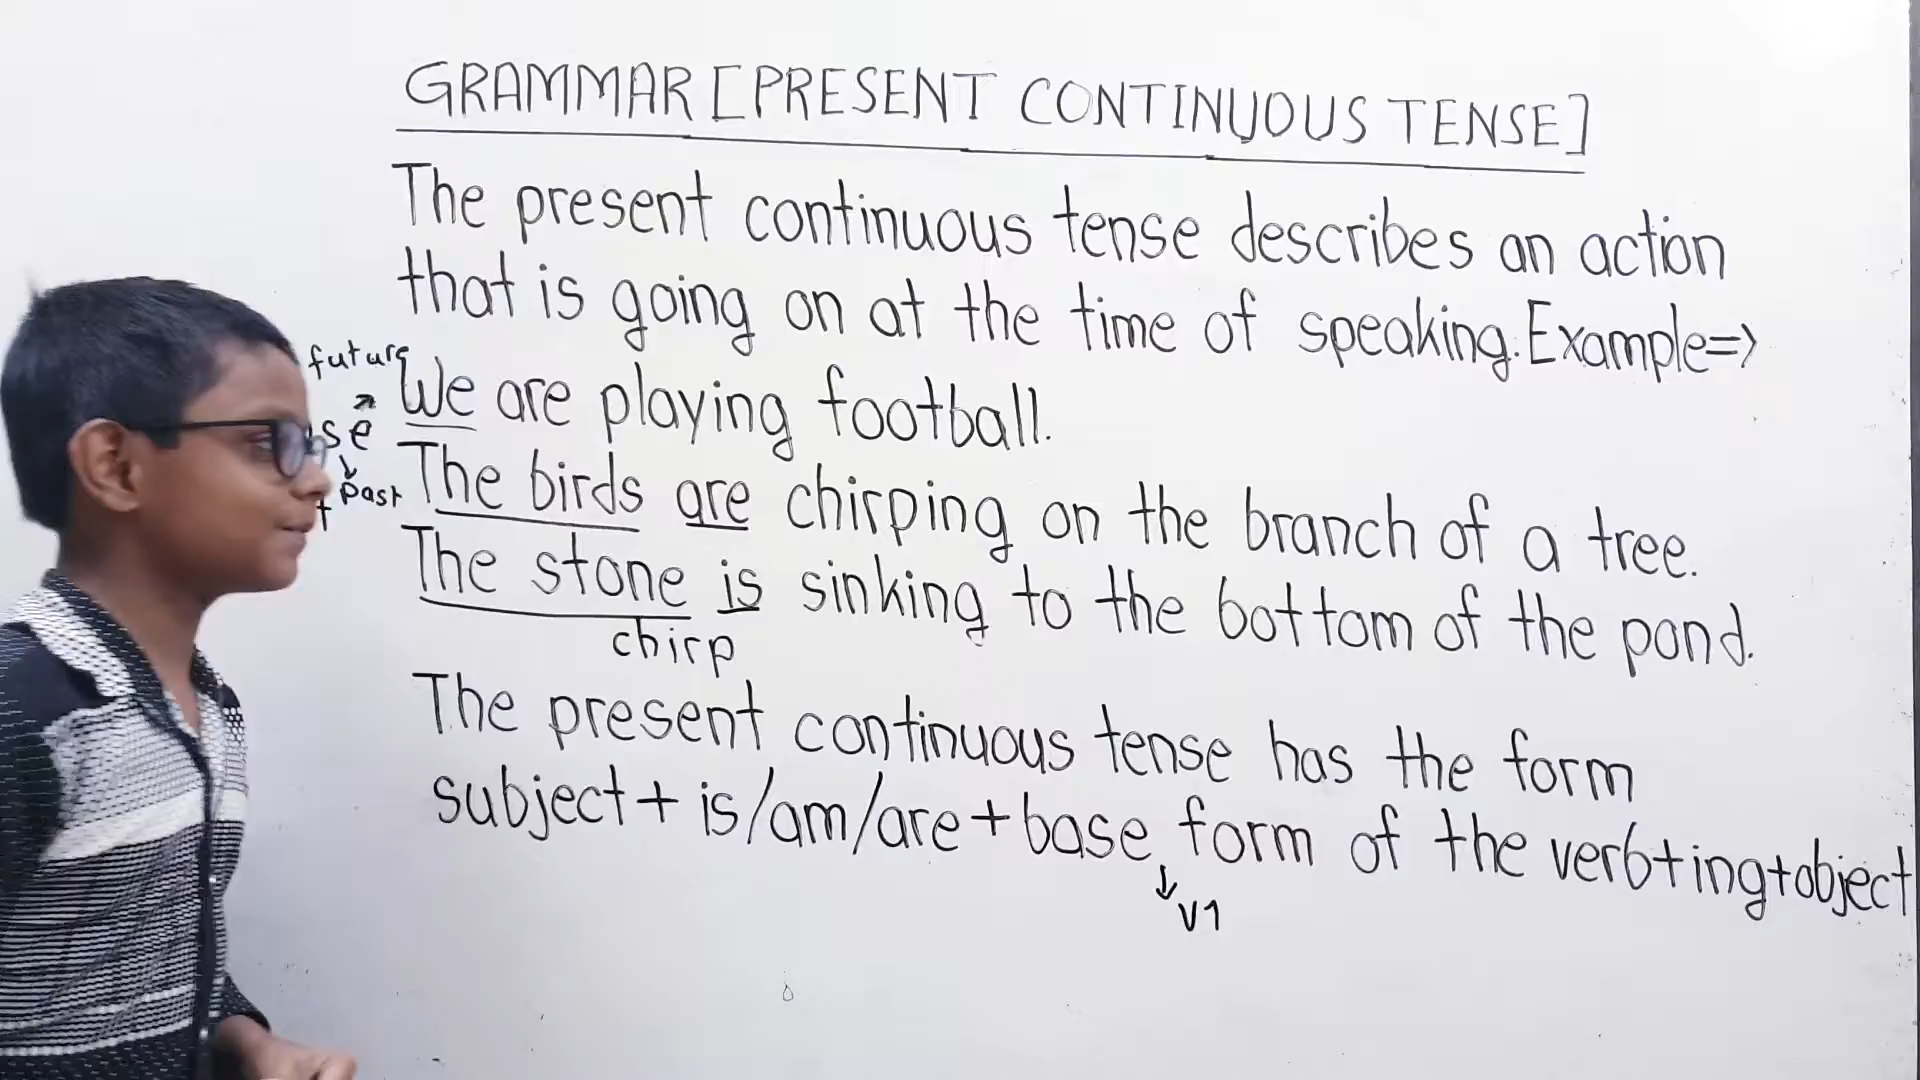 GRAMMAR [PRESENT CONTINUOUS TENSE]
The present continuous tense describes an action
that is going on at the time of speaking. Example=>
future
We are playing football.
se
past
The birds are chirping on the branch of a tree.
The stone is sinking to the bottom of the pond.
chirp
The present continuous tense has the form
subject + is/am/are + base form of the verb+ing+object
V1